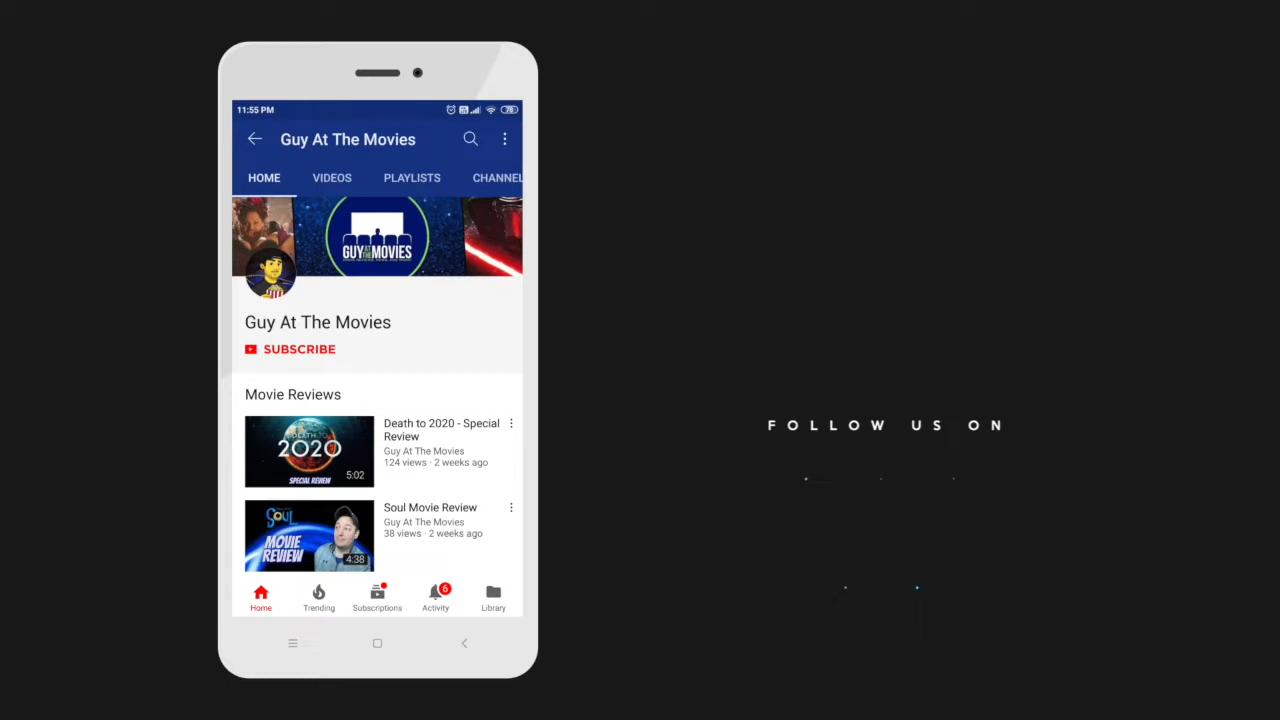 11:55 PM
78
Guy At The Movies
HOME VIDEOS PLAYLISTS CHANNEL
GUY AT THE MOVIES
Guy At The Movies
SUBSCRIBE
Movie Reviews
DEATH TO
2020
SPECIAL REVIEW
5:02
Death to 2020 - Special
Review
Guy At The Movies
124 views · 2 weeks ago
SOUL
MOVIE
REVIEW
4:38
Soul Movie Review
Guy At The Movies
38 views · 2 weeks ago
6
Home Trending Subscriptions Activity Library
FOLLOW US ON